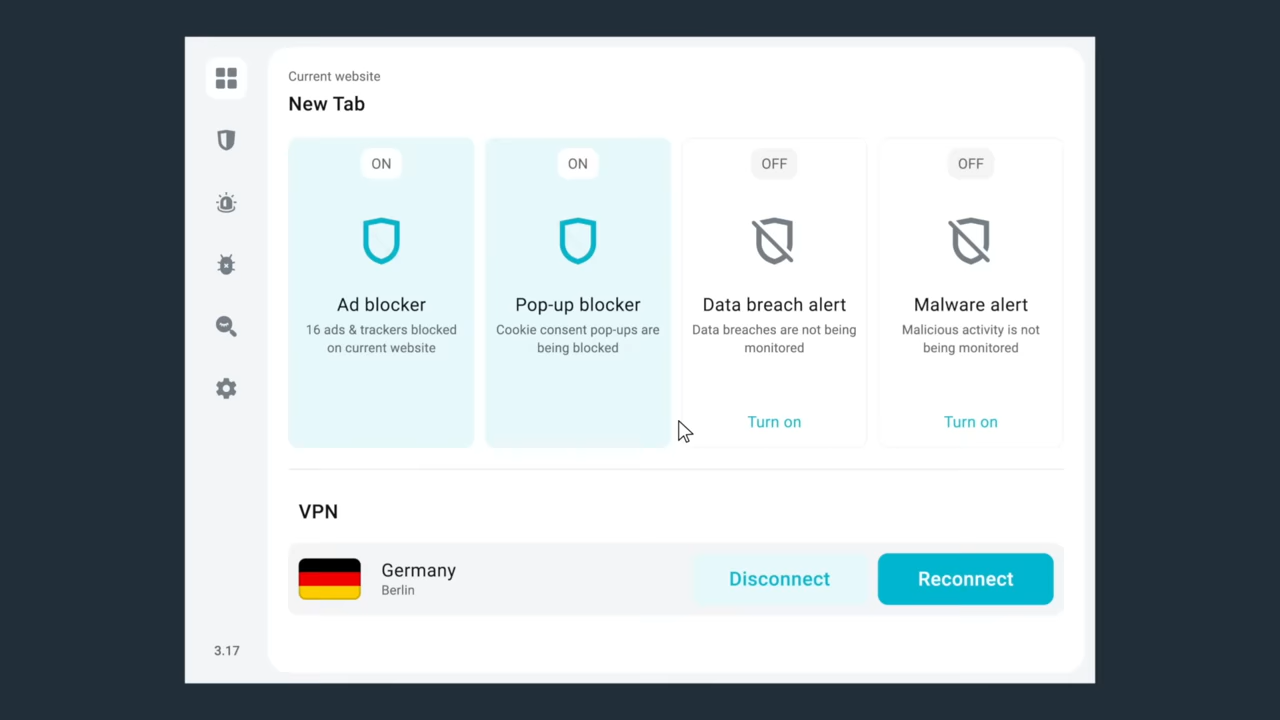 Current website
New Tab
ON
Ad blocker
16 ads & trackers blocked
on current website
ON
Pop-up blocker
Cookie consent pop-ups are
being blocked
OFF
Data breach alert
Data breaches are not being
monitored
Turn on
OFF
Malware alert
Malicious activity is not
being monitored
Turn on
VPN
Germany
Berlin
Disconnect
Reconnect
3.17